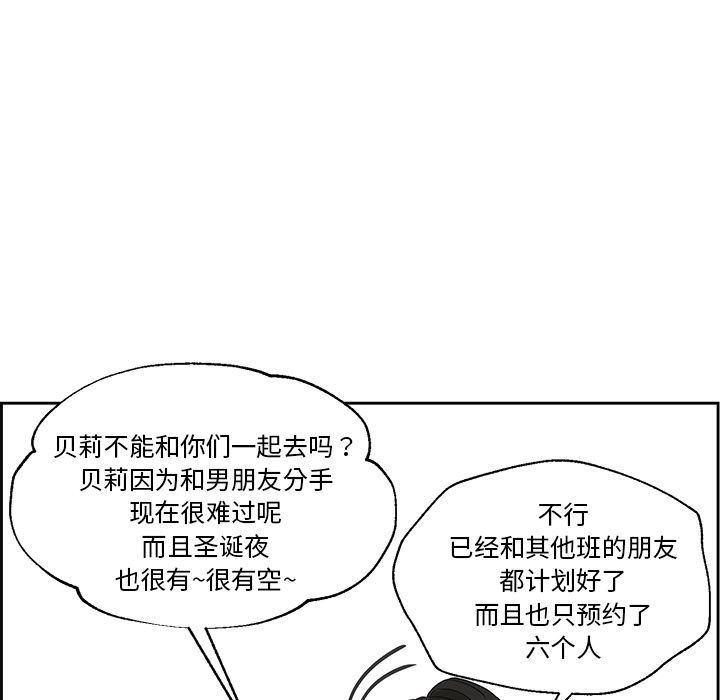 贝莉不能和你们一起去吗？
贝莉因为和男朋友分手
现在很难过呢
而且圣诞夜
也很有~很有空~
不行
已经和其他班的朋友
都计划好了
而且也只预约了
六个人